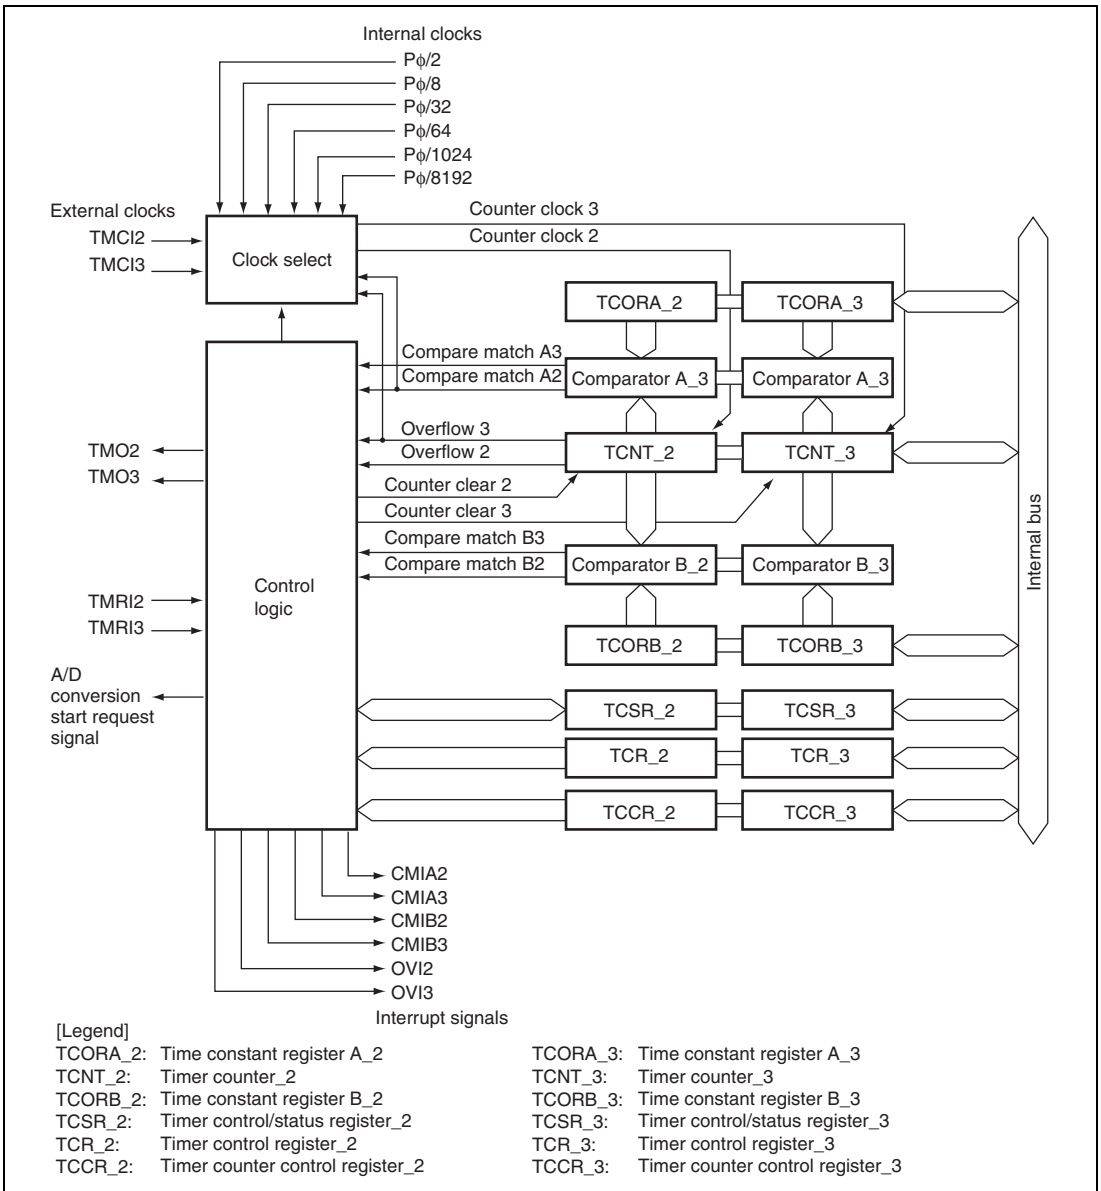 Internal clocks
Pϕ/2
Pϕ/8
Pϕ/32
Pϕ/64
Pϕ/1024
Pϕ/8192
External clocks
TMCI2
TMCI3
Clock select
Counter clock 3
Counter clock 2
TCORA_2
TCORA_3
Compare match A3
Compare match A2
Comparator A_3
Comparator A_3
Overflow 3
Overflow 2
TCNT_2
TCNT_3
TMO2
TMO3
Counter clear 2
Counter clear 3
Compare match B3
Compare match B2
Comparator B_2
Comparator B_3
Control
logic
TMRI2
TMRI3
TCORB_2
TCORB_3
A/D
conversion
start request
signal
TCSR_2
TCSR_3
TCR_2
TCR_3
TCCR_2
TCCR_3
Internal bus
CMIA2
CMIA3
CMIB2
CMIB3
OVI2
OVI3
Interrupt signals
[Legend]
TCORA_2: Time constant register A_2
TCNT_2: Timer counter_2
TCORB_2: Time constant register B_2
TCSR_2: Timer control/status register_2
TCR_2: Timer control register_2
TCCR_2: Timer counter control register_2
TCORA_3: Time constant register A_3
TCNT_3: Timer counter_3
TCORB_3: Time constant register B_3
TCSR_3: Timer control/status register_3
TCR_3: Timer control register_3
TCCR_3: Timer counter control register_3